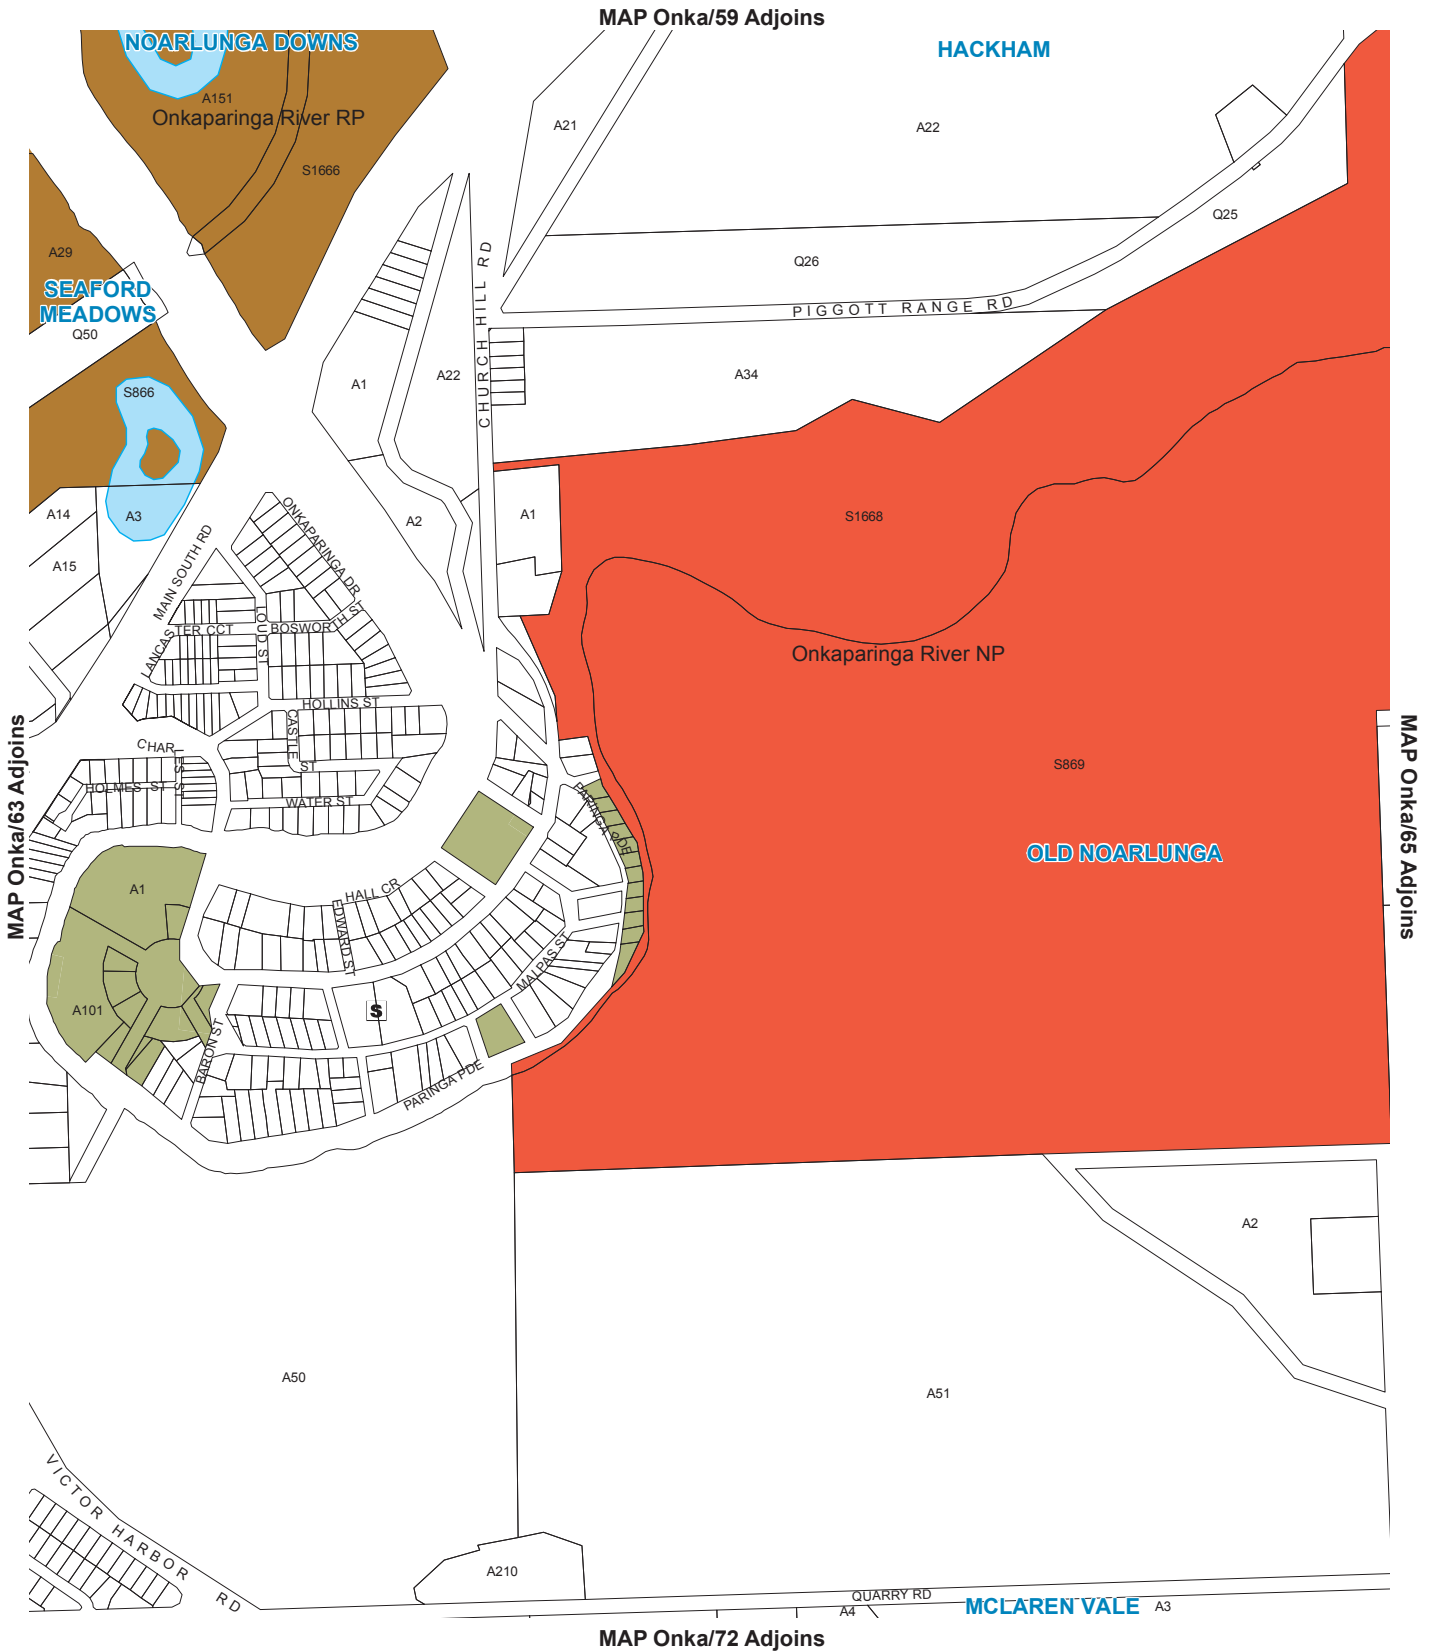 MAP Onka/59 Adjoins
NOARLUNGA DOWNS
HACKHAM
A151
Onkaparinga River RP
A21
A22
S1666
Q25
A29
Q26
SEAFORD
MEADOWS
PIGGOTT RANGE RD
CHURCH HILL RD
Q50
A34
A1
A22
S866
A14
A3
A2
A1
S1668
ONKAPARINGA DR
MAIN SOUTH RD
A15
LANCASTER CCT
LOUD ST
BOSWORTH ST
Onkaparinga River NP
HOLLINS ST
CASTLE ST
CHARLES ST
S869
HOLMES ST
WATER ST
PARINGA PDE
MAP Onka/63 Adjoins
MAP Onka/65 Adjoins
OLD NOARLUNGA
A1
HALL CR
EDWARD ST
MALPAS ST
A101
S
BARON ST
PARINGA PDE
A2
A50
A51
VICTOR HARBOR RD
A210
QUARRY RD
MCLAREN VALE
A4
A3
MAP Onka/72 Adjoins